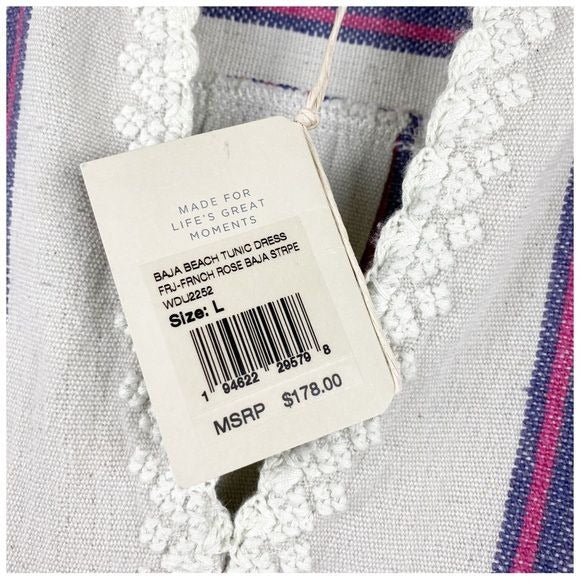 MADE FOR
LIFE'S GREAT
MOMENTS
BAJA BEACH TUNIC DRESS
FRJ-FRNCH ROSE BAJA STRPE
WDU2252
Size: L
1 94622 29579 8
MSRP $178.00